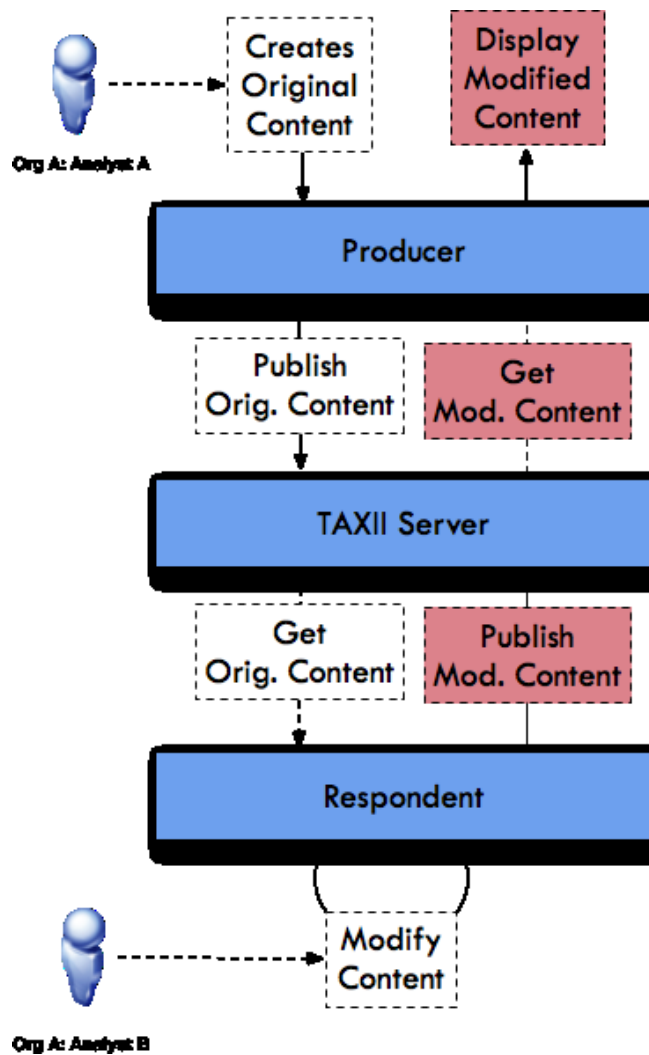 Creates
Original
Content
Display
Modified
Content
Org A: Analyst A
Producer
Publish
Orig. Content
Get
Mod. Content
TAXII Server
Get
Orig. Content
Publish
Mod. Content
Respondent
Modify
Content
Org A: Analyst B